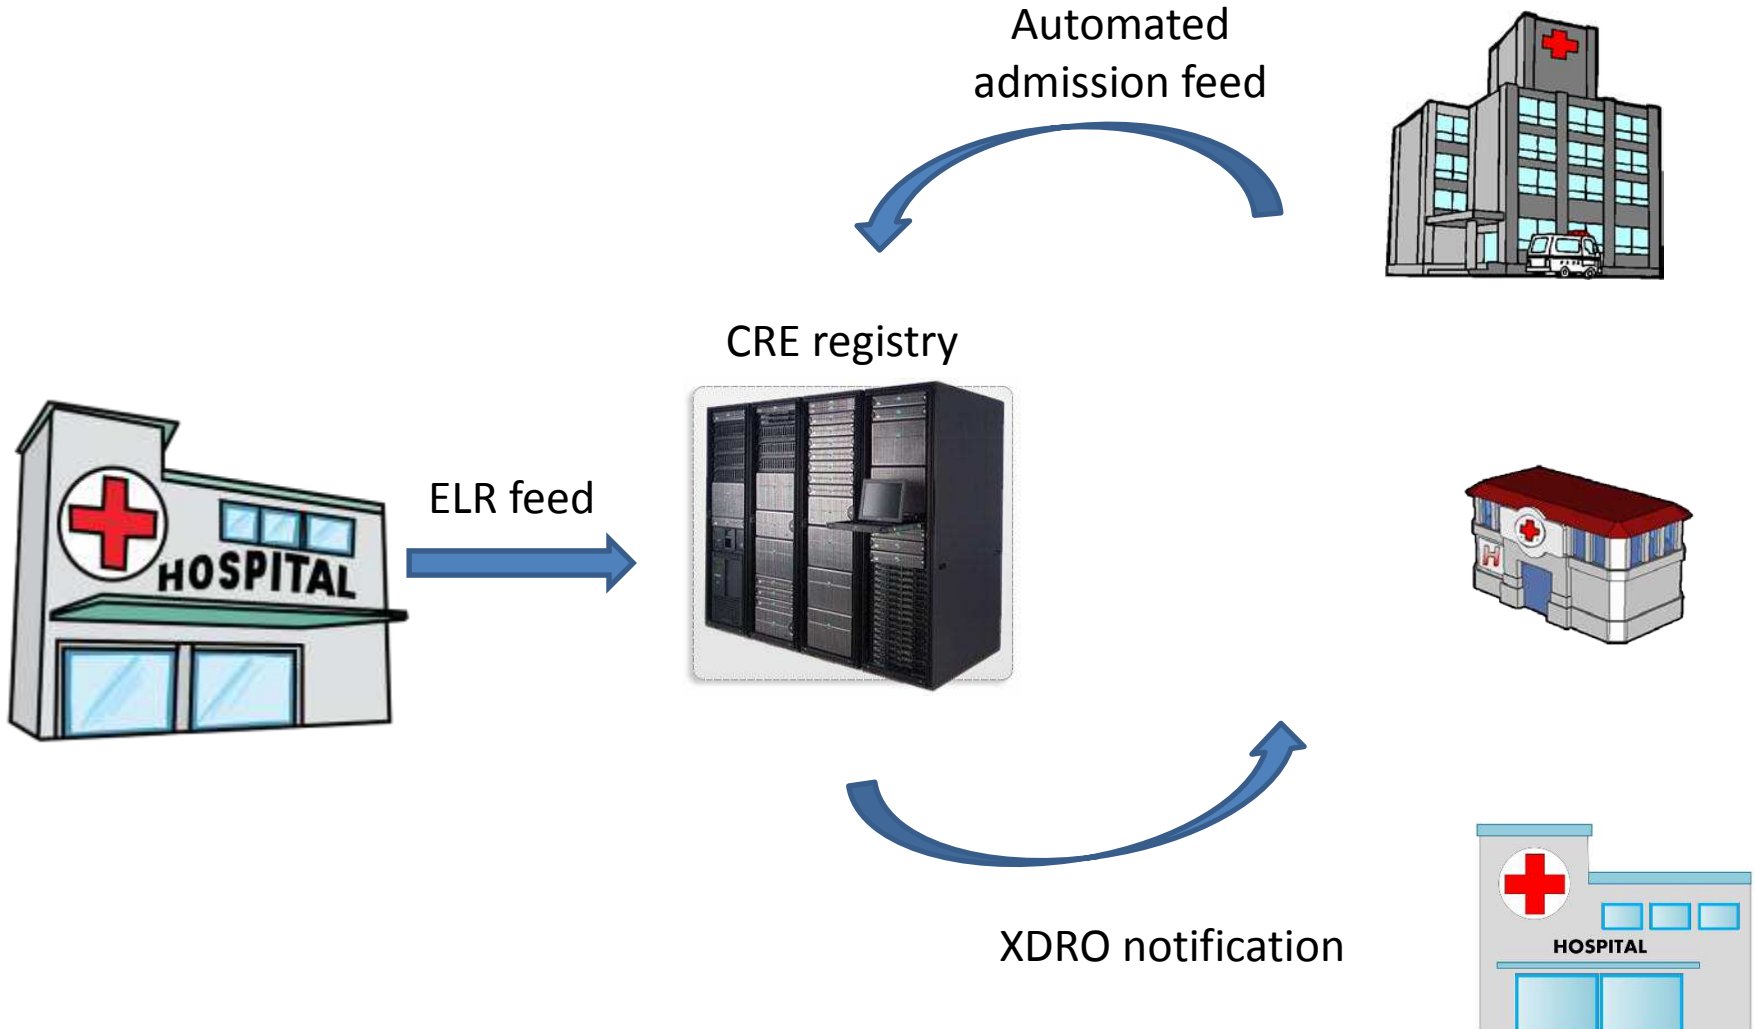 Automated
admission feed
CRE registry
ELR feed
HOSPITAL
H
XDRO notification
HOSPITAL